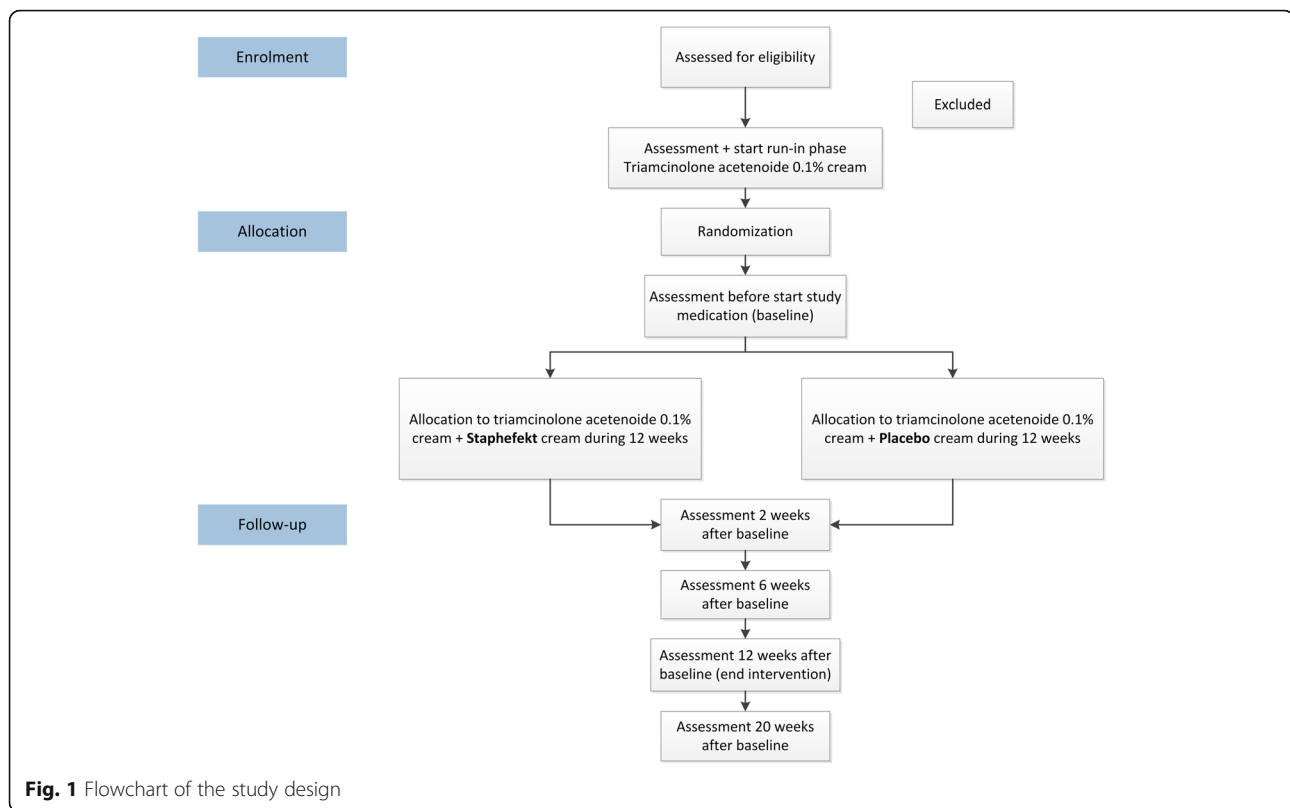 Enrolment
Assessed for eligibility
Excluded
Assessment + start run-in phase
Triamcinolone acetenoide 0.1% cream
Allocation
Randomization
Assessment before start study
medication (baseline)
Allocation to triamcinolone acetenoide 0.1%
cream + Staphefekt cream during 12 weeks
Allocation to triamcinolone acetenoide 0.1%
cream + Placebo cream during 12 weeks
Follow-up
Assessment 2 weeks
after baseline
Assessment 6 weeks
after baseline
Assessment 12 weeks after
baseline (end intervention)
Assessment 20 weeks
after baseline
Fig. 1 Flowchart of the study design